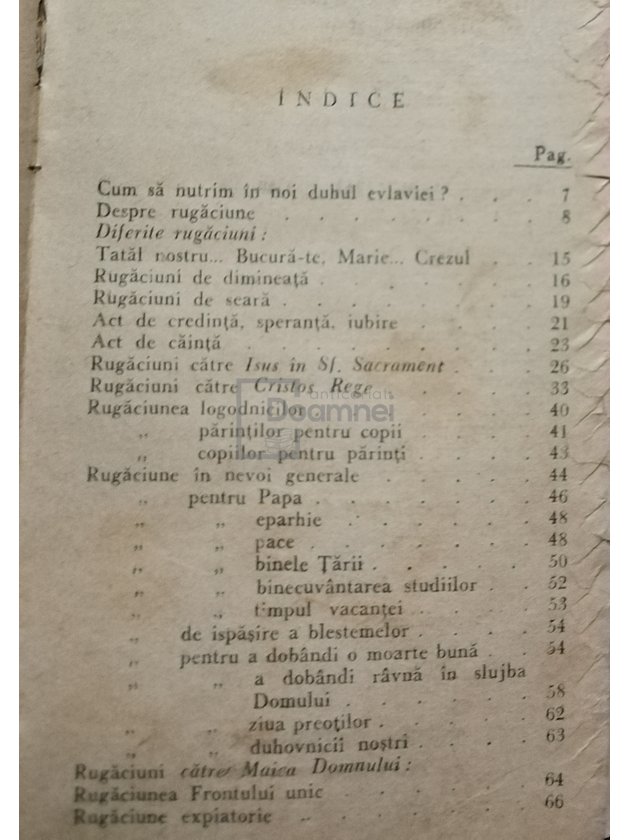 ÎNDICE
Pag.
Cum să nutrim în noi duhul evlaviei ? . . . 7
Despre rugăciune . . . . . . . 8
Diferite rugăciuni :
Tatăl nostru... Bucură-te, Marie... Crezul . . 15
Rugăciuni de dimineață . . . . . . 16
Rugăciuni de seară . . . . . . . 19
Act de credință, speranță, iubire . . . . 21
Act de căință . . . . . . . . 23
Rugăciuni către Isus în Sf. Sacrament . . . 26
Rugăciuni către Cristos Rege . . . . . 33
anticariat
Doamnei
Rugăciunea logodnicilor . . . . . . 40
„ părinților pentru copii . . . 41
„ copiilor pentru părinți . . . . 43
Rugăciune în nevoi generale . . . . . 44
„ pentru Papa . . . . . . 46
„ „ eparhie . . . . . 48
„ „ pace . . . . . . 48
„ „ binele Țării . . . . . 50
„ „ binecuvântarea studiilor . . 52
„ „ timpul vacanței . . . . 53
„ de ispășire a blestemelor . . . . 54
„ pentru a dobândi o moarte bună . . 54
„ „ a dobândi râvnă în slujba
Domului . . . . . 58
„ „ ziua preoților . . . . 62
„ „ duhovnicii noștri . . . . 63
Rugăciuni către Maica Domnului :
Rugăciunea Frontului unic . . . . . 64
Rugăciune expiatorie . . . . . . 66